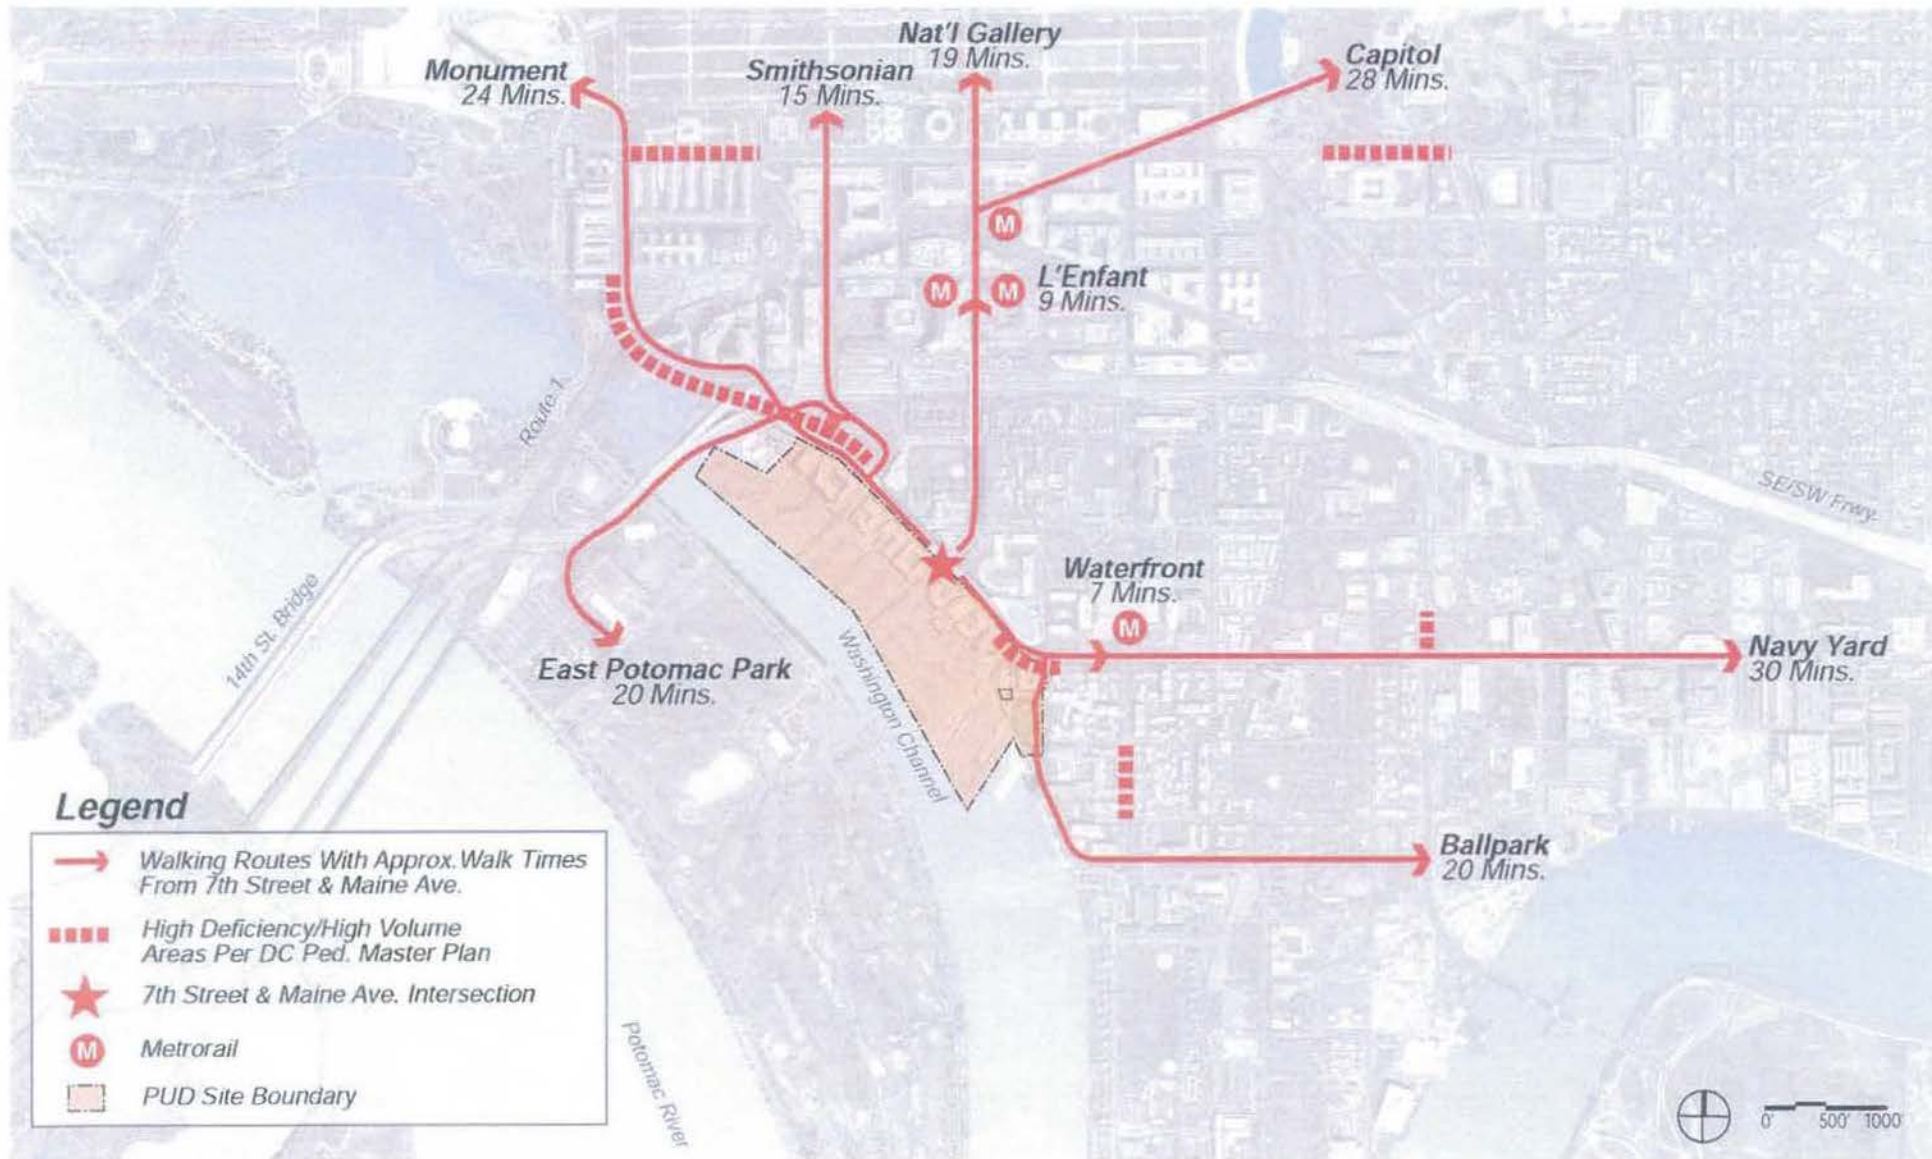 Nat'l Gallery
19 Mins.
Monument
24 Mins.
Smithsonian
15 Mins.
Capitol
28 Mins.
M
M
M
L'Enfant
9 Mins.
Route 1
SE/SW Frwy.
14th St. Bridge
Waterfront
7 Mins.
M
Navy Yard
30 Mins.
East Potomac Park
20 Mins.
Washington Channel
Ballpark
20 Mins.
Potomac River
Legend
Walking Routes With Approx. Walk Times
From 7th Street & Maine Ave.
High Deficiency/High Volume
Areas Per DC Ped. Master Plan
7th Street & Maine Ave. Intersection
M
Metrorail
PUD Site Boundary
0' 500' 1000'